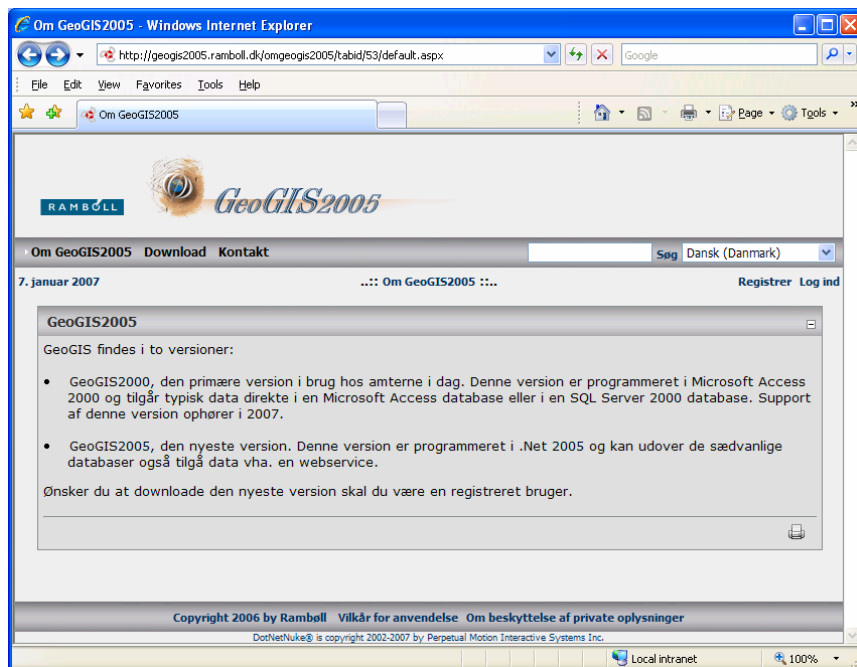 Om GeoGIS2005 - Windows Internet Explorer
http://geogis2005.ramboll.dk/omgeogis2005/tabid/53/default.aspx
Google
File Edit View Favorites Tools Help
Om GeoGIS2005
Page Tools
RAMBOLL
GeoGIS2005
Om GeoGIS2005 Download Kontakt
Søg Dansk (Danmark)
7. januar 2007
..:: Om GeoGIS2005 ::..
Registrer Log ind
GeoGIS2005
GeoGIS findes i to versioner:
• GeoGIS2000, den primære version i brug hos amterne i dag. Denne version er programmeret i Microsoft Access
2000 og tilgår typisk data direkte i en Microsoft Access database eller i en SQL Server 2000 database. Support
af denne version ophører i 2007.
• GeoGIS2005, den nyeste version. Denne version er programmeret i .Net 2005 og kan udover de sædvanlige
databaser også tilgå data vha. en webservice.
Ønsker du at downloade den nyeste version skal du være en registreret bruger.
Copyright 2006 by Rambøll Vilkår for anvendelse Om beskyttelse af private oplysninger
DotNetNuke® is copyright 2002-2007 by Perpetual Motion Interactive Systems Inc.
Local intranet
100%